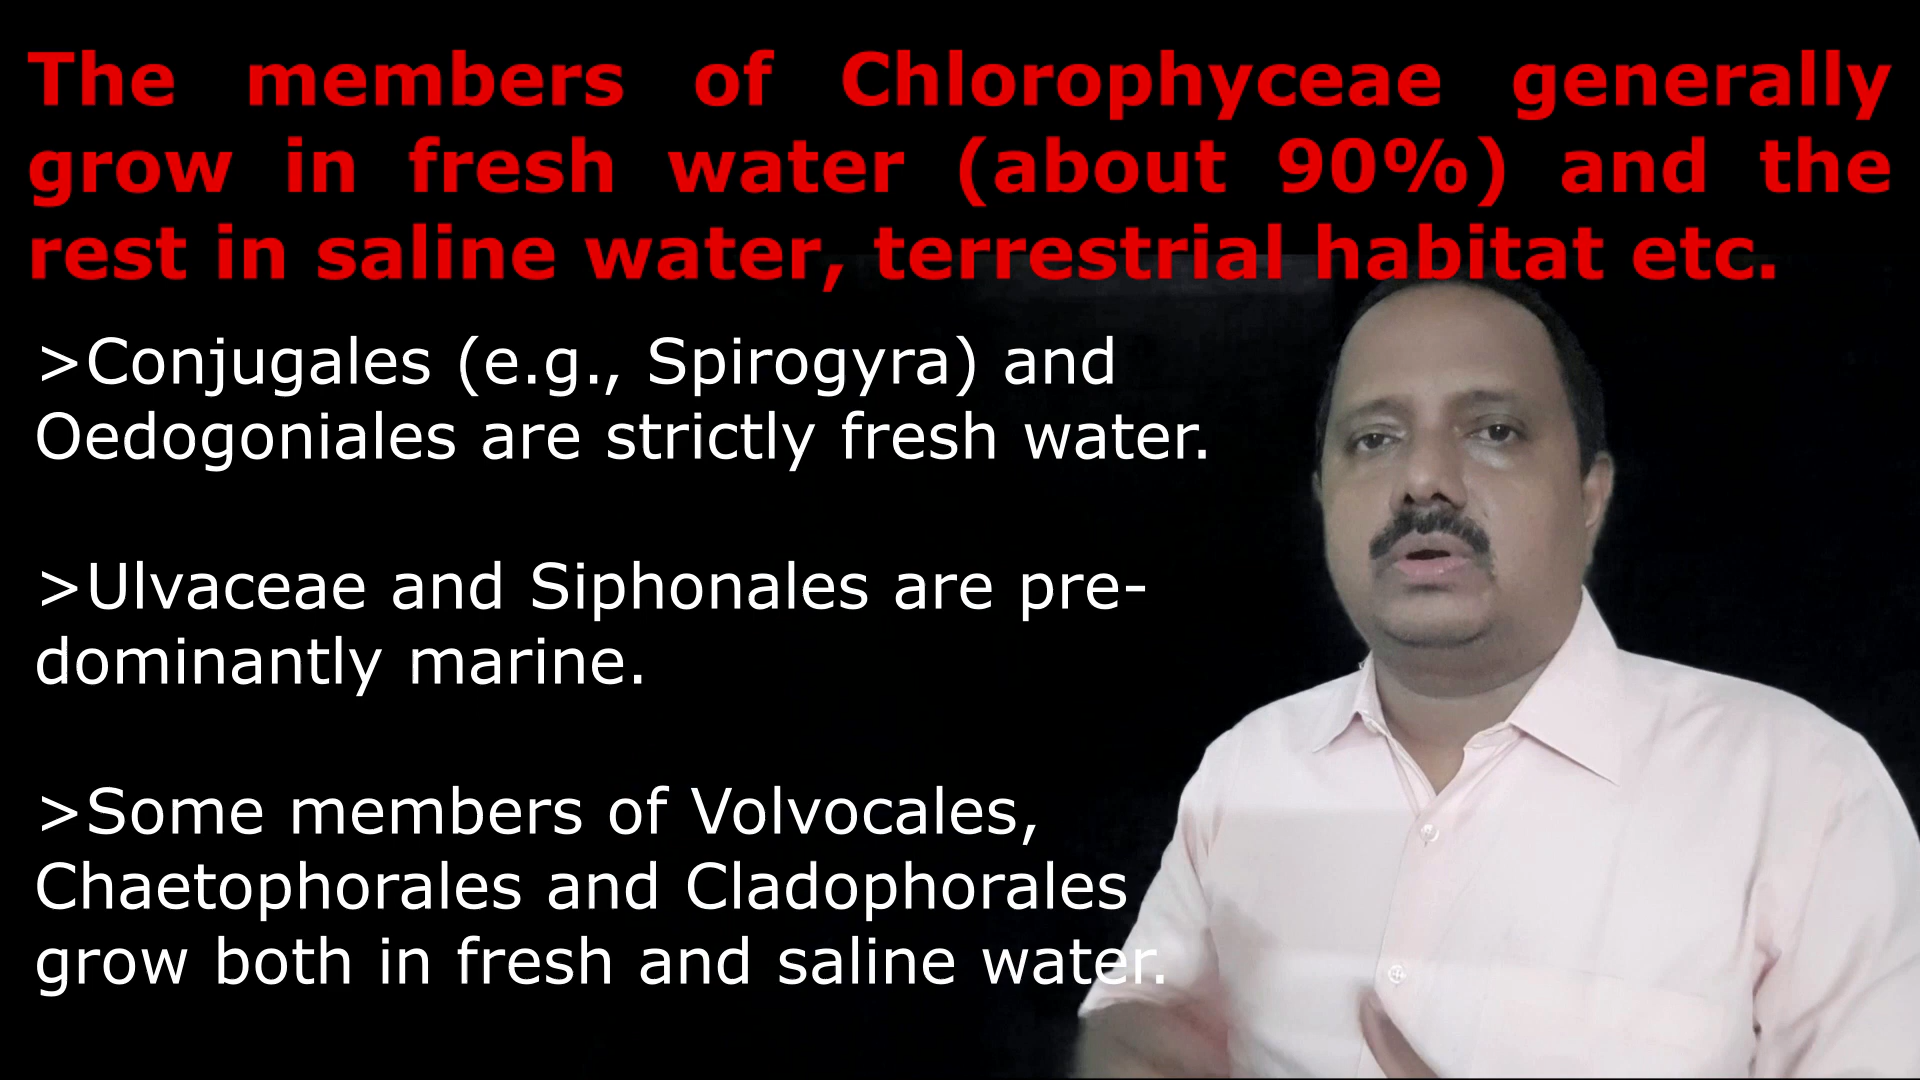 The members of Chlorophyceae generally
grow in fresh water (about 90%) and the
rest in saline water, terrestrial habitat etc.
>Conjugales (e.g., Spirogyra) and
Oedogoniales are strictly fresh water.
>Ulvaceae and Siphonales are pre-
dominantly marine.
>Some members of Volvocales,
Chaetophorales and Cladophorales
grow both in fresh and saline water.